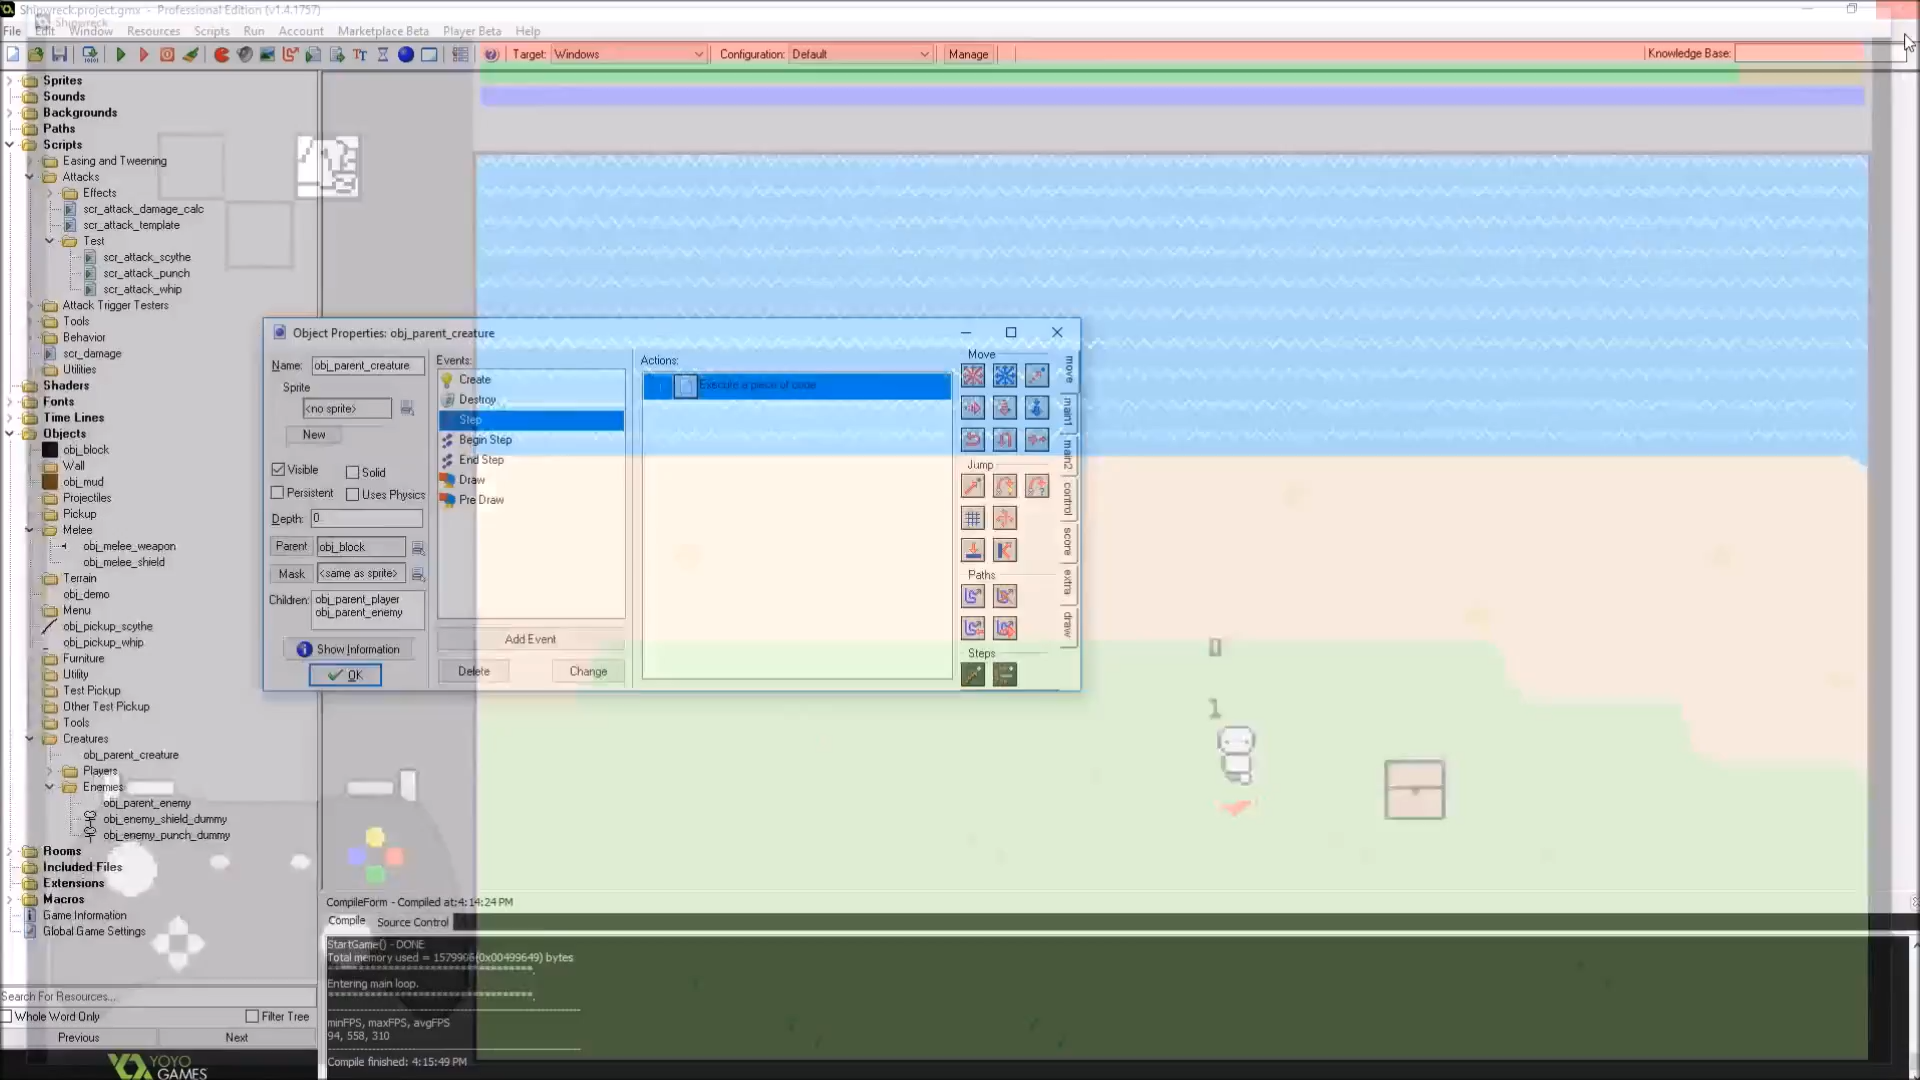 Shipwreck.project.gmx - Professional Edition (v1.4.1757)
Shipwreck
File Edit Window Resources Scripts Run Account Marketplace Beta Player Beta Help
Target: Windows Configuration: Default Manage Knowledge Base:
Sprites
Sounds
Backgrounds
Paths
Scripts
Easing and Tweening
Attacks
Effects
scr_attack_damage_calc
scr_attack_template
Test
scr_attack_scythe
scr_attack_punch
scr_attack_whip
Attack Trigger Testers
Tools
Behavior
scr_damage
Utilities
Shaders
Fonts
Time Lines
Objects
obj_block
Wall
obj_mud
Projectiles
Pickup
Melee
obj_melee_weapon
obj_melee_shield
Terrain
obj_demo
Menu
obj_pickup_scythe
obj_pickup_whip
Furniture
Utility
Test Pickup
Other Test Pickup
Tools
Creatures
obj_parent_creature
Players
Enemies
obj_parent_enemy
obj_enemy_shield_dummy
obj_enemy_punch_dummy
Rooms
Included Files
Extensions
Macros
Game Information
Global Game Settings
Search For Resources...
Whole Word Only Filter Tree
Previous Next
YOYO
GAMES
Object Properties: obj_parent_creature
Name: obj_parent_creature
Sprite
<no sprite>
New
Visible Solid
Persistent Uses Physics
Depth: 0
Parent obj_block
Mask <same as sprite>
Children: obj_parent_player
obj_parent_enemy
Show Information
OK
Events:
Create
Destroy
Step
Begin Step
End Step
Draw
Pre Draw
Add Event
Delete Change
Actions:
Execute a piece of code
Move
Jump
Paths
Steps
move
main1
main2
control
score
extra
draw
0
1
CompileForm - Compiled at:4:14:24 PM
Compile Source Control
StartGame() - DONE
Total memory used = 1579906(0x00499649) bytes
Entering main loop.
minFPS, maxFPS, avgFPS
94, 558, 310
Compile finished: 4:15:49 PM